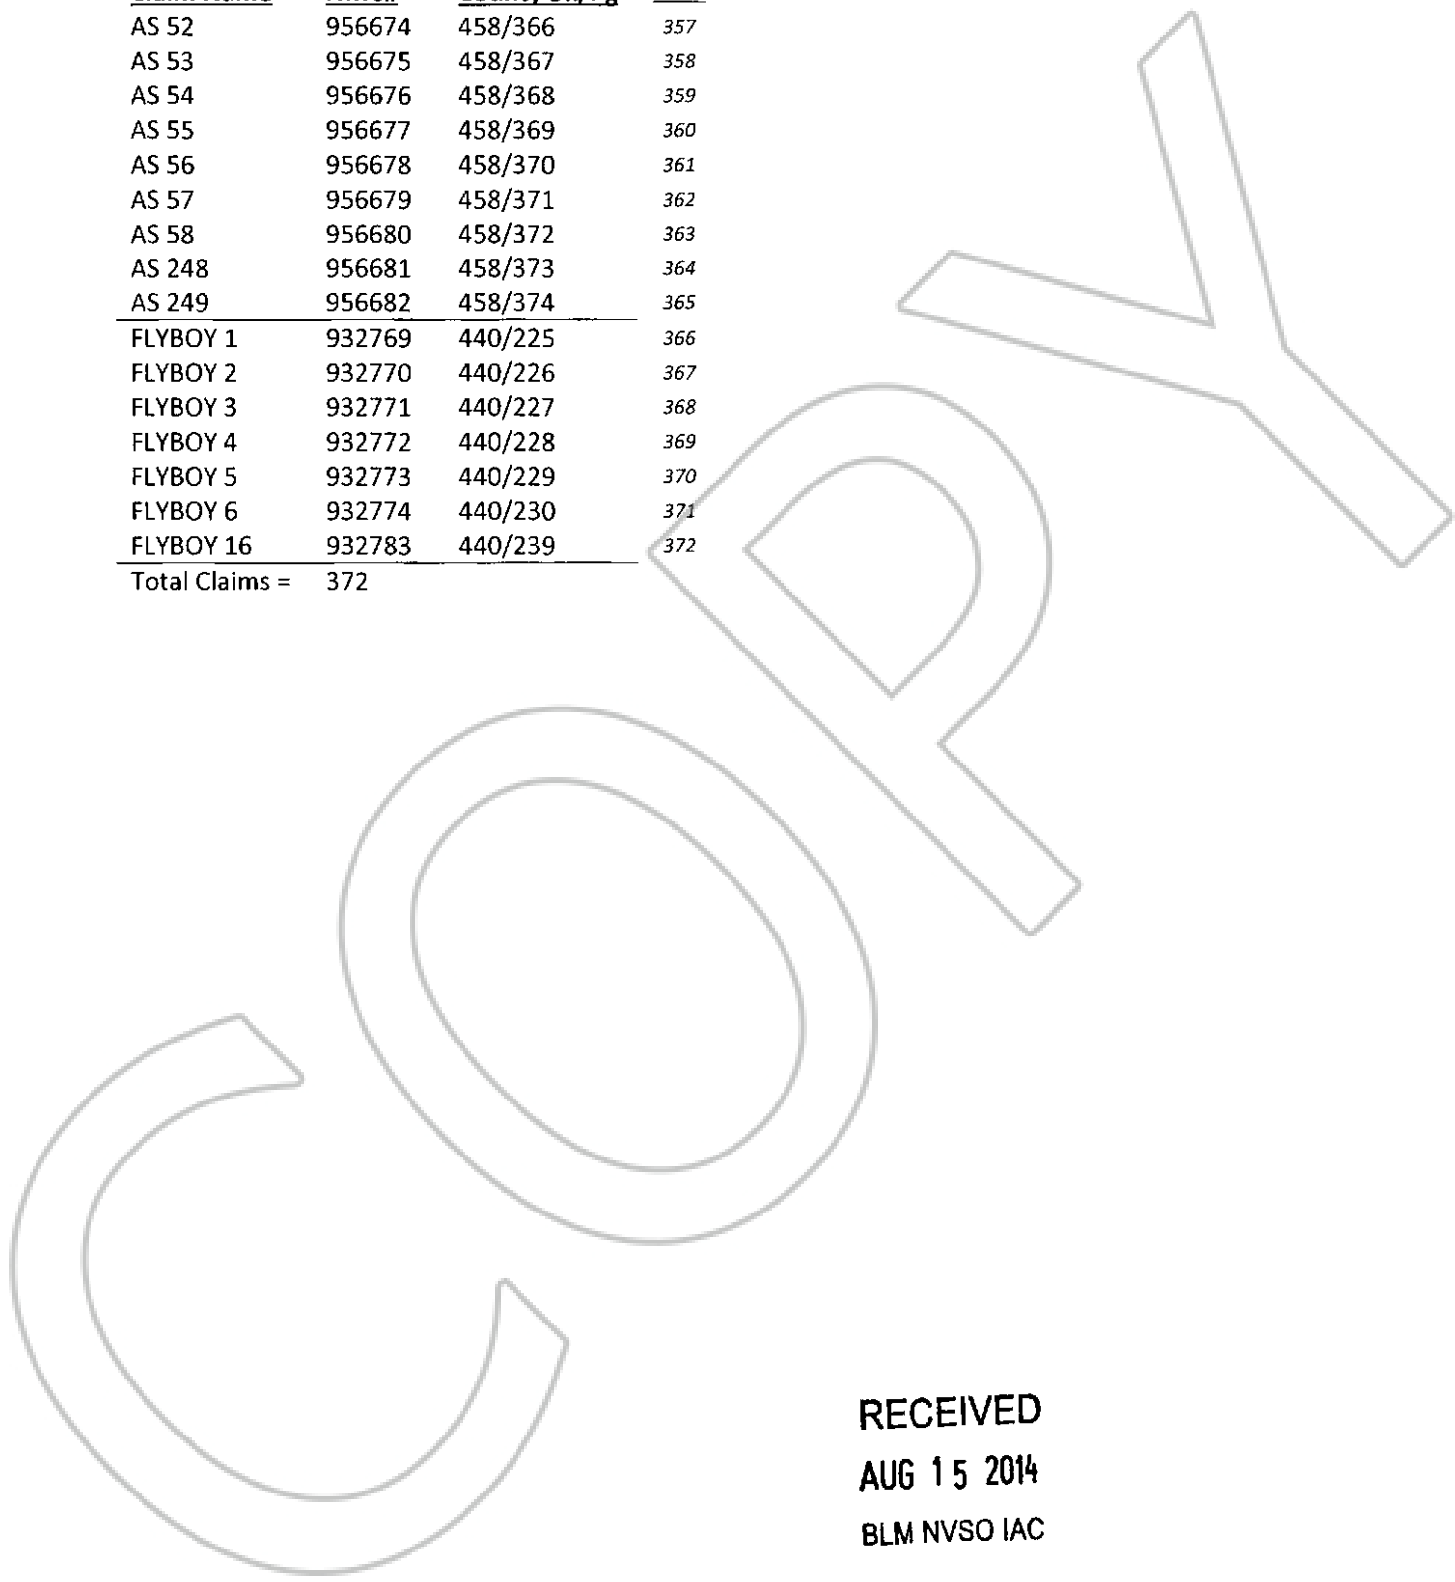 AS 52 956674 458/366 357
AS 53 956675 458/367 358
AS 54 956676 458/368 359
AS 55 956677 458/369 360
AS 56 956678 458/370 361
AS 57 956679 458/371 362
AS 58 956680 458/372 363
AS 248 956681 458/373 364
AS 249 956682 458/374 365
FLYBOY 1 932769 440/225 366
FLYBOY 2 932770 440/226 367
FLYBOY 3 932771 440/227 368
FLYBOY 4 932772 440/228 369
FLYBOY 5 932773 440/229 370
FLYBOY 6 932774 440/230 371
FLYBOY 16 932783 440/239 372
Total Claims = 372
COPY
RECEIVED
AUG 15 2014
BLM NVSO IAC